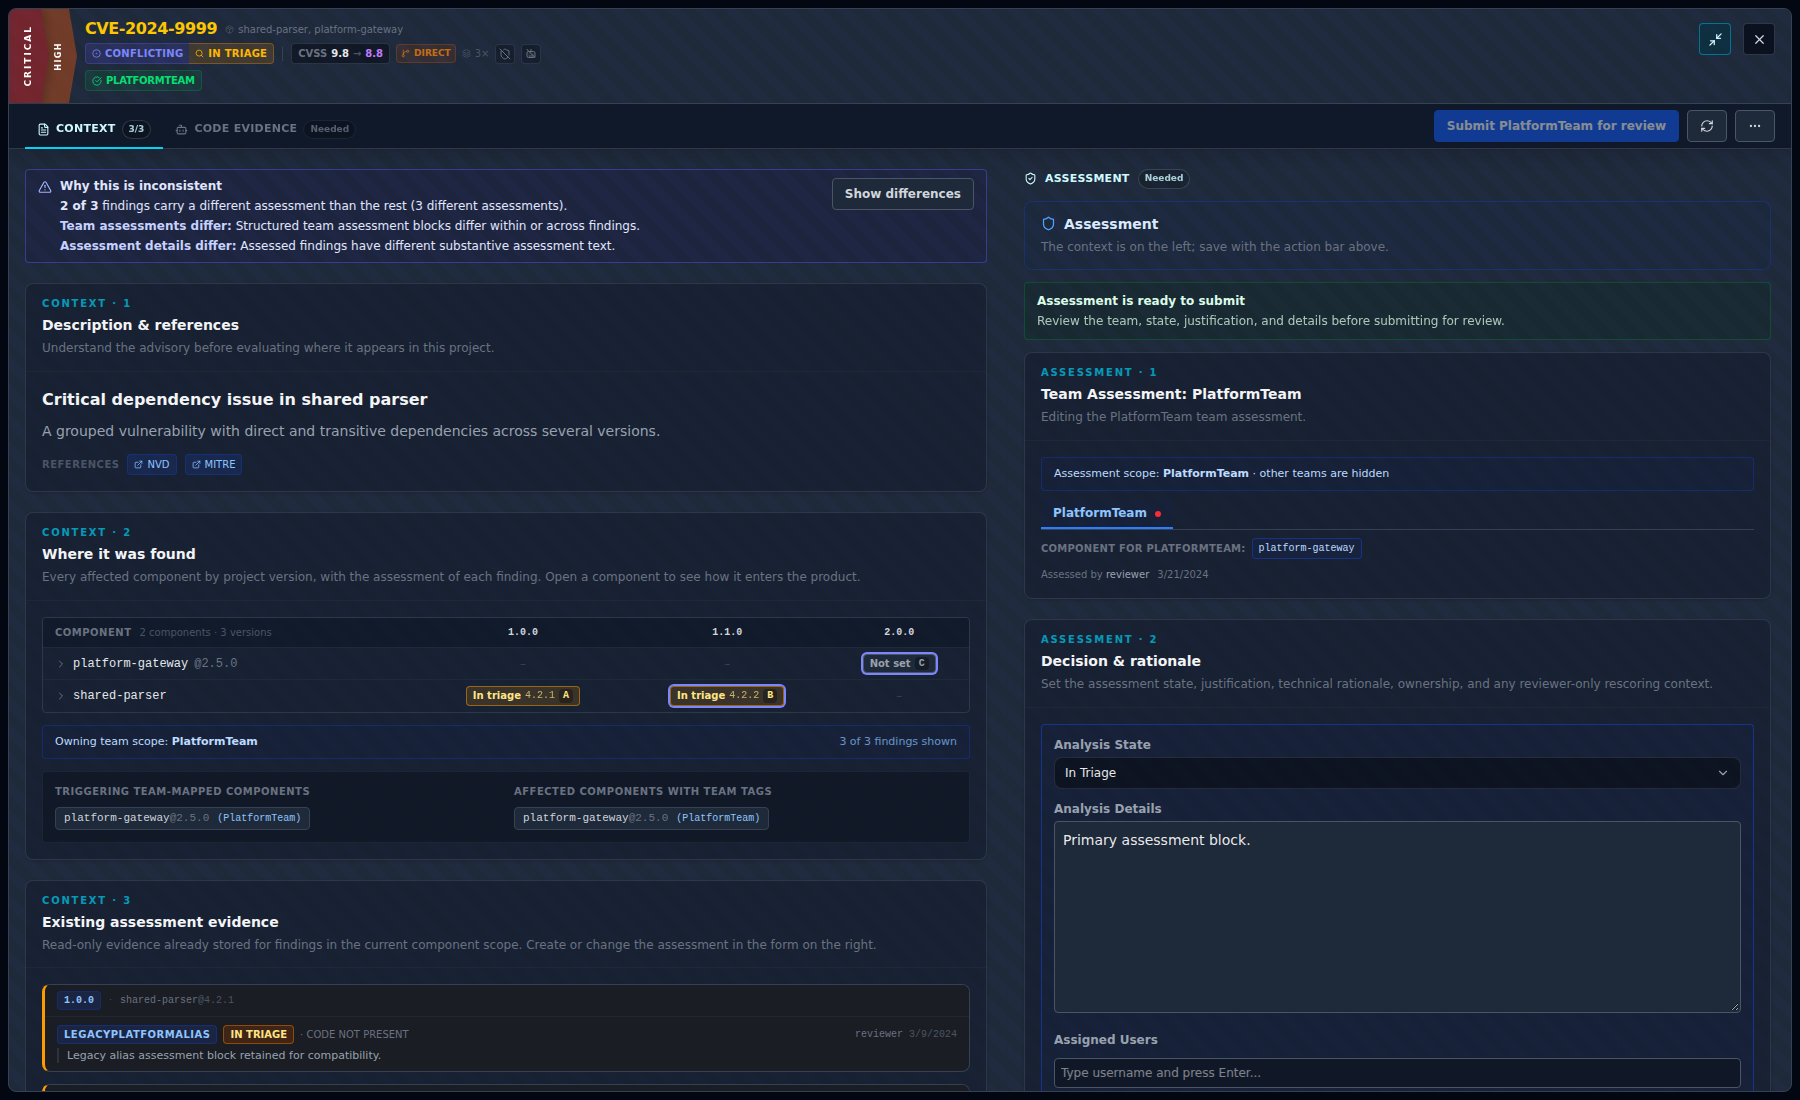 CRITICAL
HIGH
CVE-2024-9999 shared-parser, platform-gateway
CONFLICTING IN TRIAGE CVSS 9.8 → 8.8 DIRECT 3×
PLATFORMTEAM
CONTEXT 3/3 CODE EVIDENCE Needed
Submit PlatformTeam for review
Why this is inconsistent
2 of 3 findings carry a different assessment than the rest (3 different assessments).
Team assessments differ: Structured team assessment blocks differ within or across findings.
Assessment details differ: Assessed findings have different substantive assessment text.
Show differences
CONTEXT · 1
Description & references
Understand the advisory before evaluating where it appears in this project.
Critical dependency issue in shared parser
A grouped vulnerability with direct and transitive dependencies across several versions.
REFERENCES NVD MITRE
CONTEXT · 2
Where it was found
Every affected component by project version, with the assessment of each finding. Open a component to see how it enters the product.
COMPONENT 2 components · 3 versions 1.0.0 1.1.0 2.0.0
platform-gateway @2.5.0 – – Not set C
shared-parser In triage 4.2.1 A In triage 4.2.2 B –
Owning team scope: PlatformTeam 3 of 3 findings shown
TRIGGERING TEAM-MAPPED COMPONENTS
platform-gateway@2.5.0 (PlatformTeam)
AFFECTED COMPONENTS WITH TEAM TAGS
platform-gateway@2.5.0 (PlatformTeam)
CONTEXT · 3
Existing assessment evidence
Read-only evidence already stored for findings in the current component scope. Create or change the assessment in the form on the right.
1.0.0 · shared-parser@4.2.1
LEGACYPLATFORMALIAS IN TRIAGE · CODE NOT PRESENT reviewer 3/9/2024
Legacy alias assessment block retained for compatibility.
ASSESSMENT Needed
Assessment
The context is on the left; save with the action bar above.
Assessment is ready to submit
Review the team, state, justification, and details before submitting for review.
ASSESSMENT · 1
Team Assessment: PlatformTeam
Editing the PlatformTeam team assessment.
Assessment scope: PlatformTeam · other teams are hidden
PlatformTeam
COMPONENT FOR PLATFORMTEAM: platform-gateway
Assessed by reviewer 3/21/2024
ASSESSMENT · 2
Decision & rationale
Set the assessment state, justification, technical rationale, ownership, and any reviewer-only rescoring context.
Analysis State
In Triage
Analysis Details
Primary assessment block.
Assigned Users
Type username and press Enter...